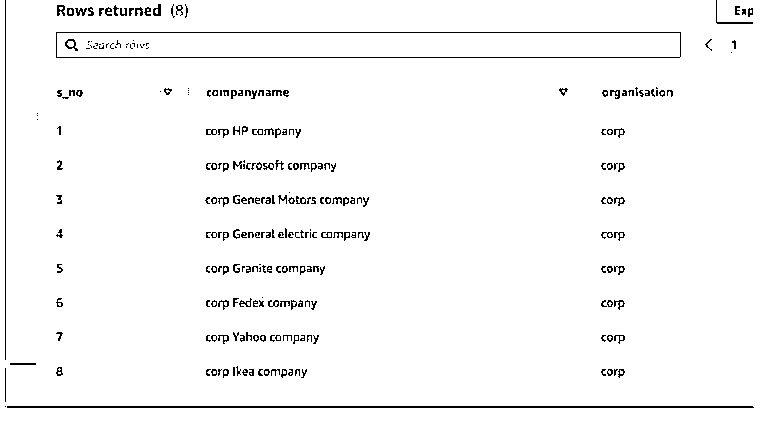 Rows returned (8)
Exp
Search rows
1
s_no companyname organisation
1 corp HP company corp
2 corp Microsoft company corp
3 corp General Motors company corp
4 corp General electric company corp
5 corp Granite company corp
6 corp Fedex company corp
7 corp Yahoo company corp
8 corp Ikea company corp